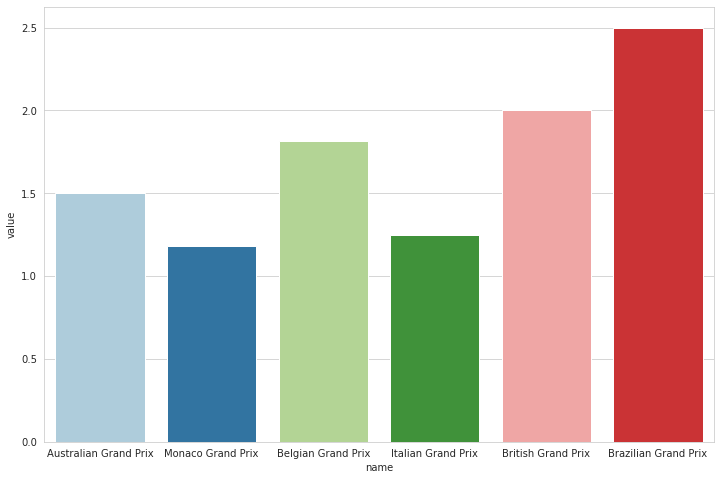 2.5
2.0
1.5
1.0
0.5
0.0
value
Australian Grand Prix Monaco Grand Prix Belgian Grand Prix Italian Grand Prix British Grand Prix Brazilian Grand Prix
name